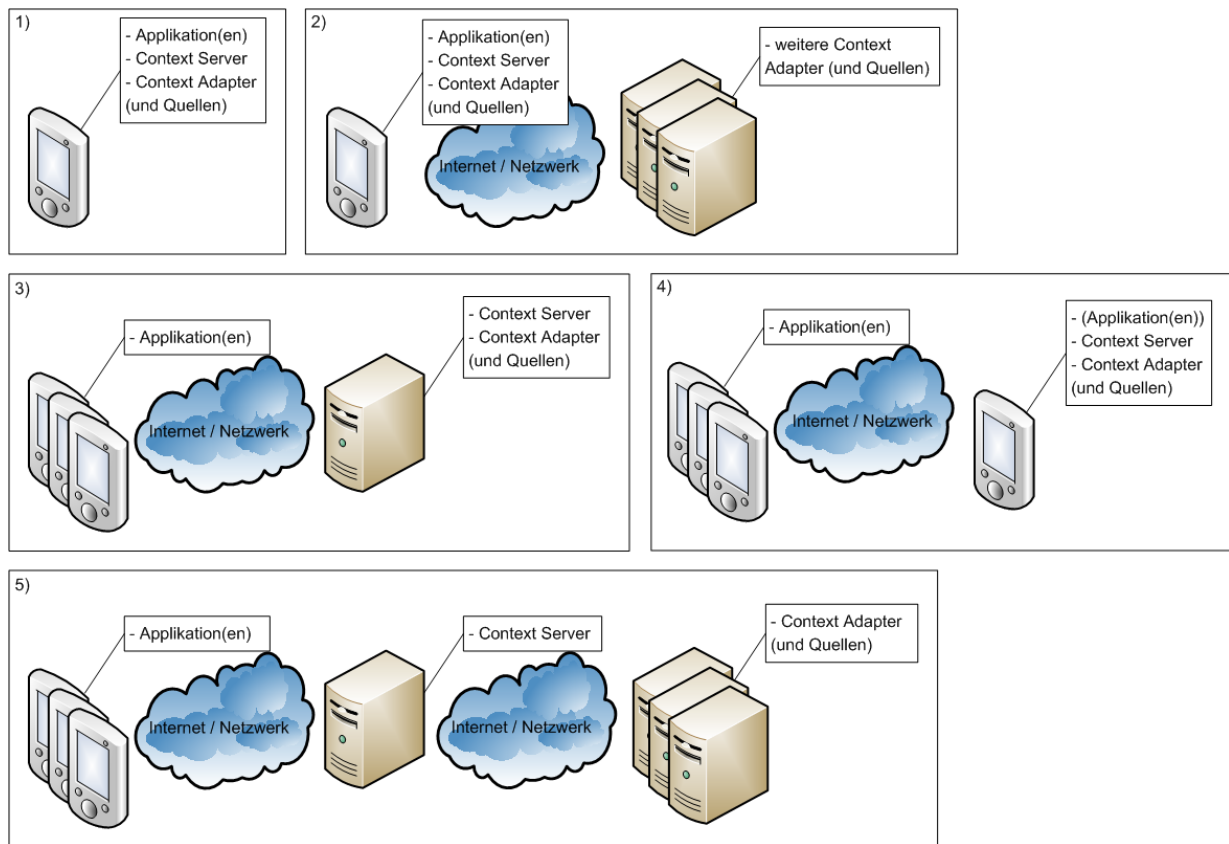 1)
- Applikation(en)
- Context Server
- Context Adapter
(und Quellen)
2)
- Applikation(en)
- Context Server
- Context Adapter
(und Quellen)
Internet / Netzwerk
- weitere Context
Adapter (und Quellen)
3)
- Applikation(en)
Internet / Netzwerk
- Context Server
- Context Adapter
(und Quellen)
4)
- Applikation(en)
Internet / Netzwerk
- (Applikation(en))
- Context Server
- Context Adapter
(und Quellen)
5)
- Applikation(en)
Internet / Netzwerk
- Context Server
Internet / Netzwerk
- Context Adapter
(und Quellen)